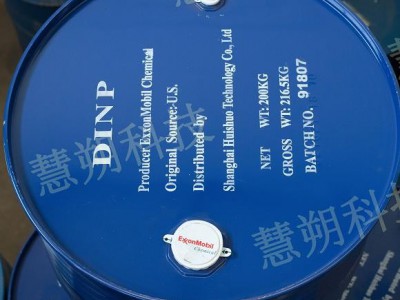 DINP
Producer ExxonMobil Chemical
Original Source: U.S.
Distributed by
Shanghai Huishuo Technology Co., Ltd
NET WT: 200KG
GROSS WT: 216.5KG
BATCH NO. 91807
ExxonMobil
Chemical
慧朔科技
慧朔科